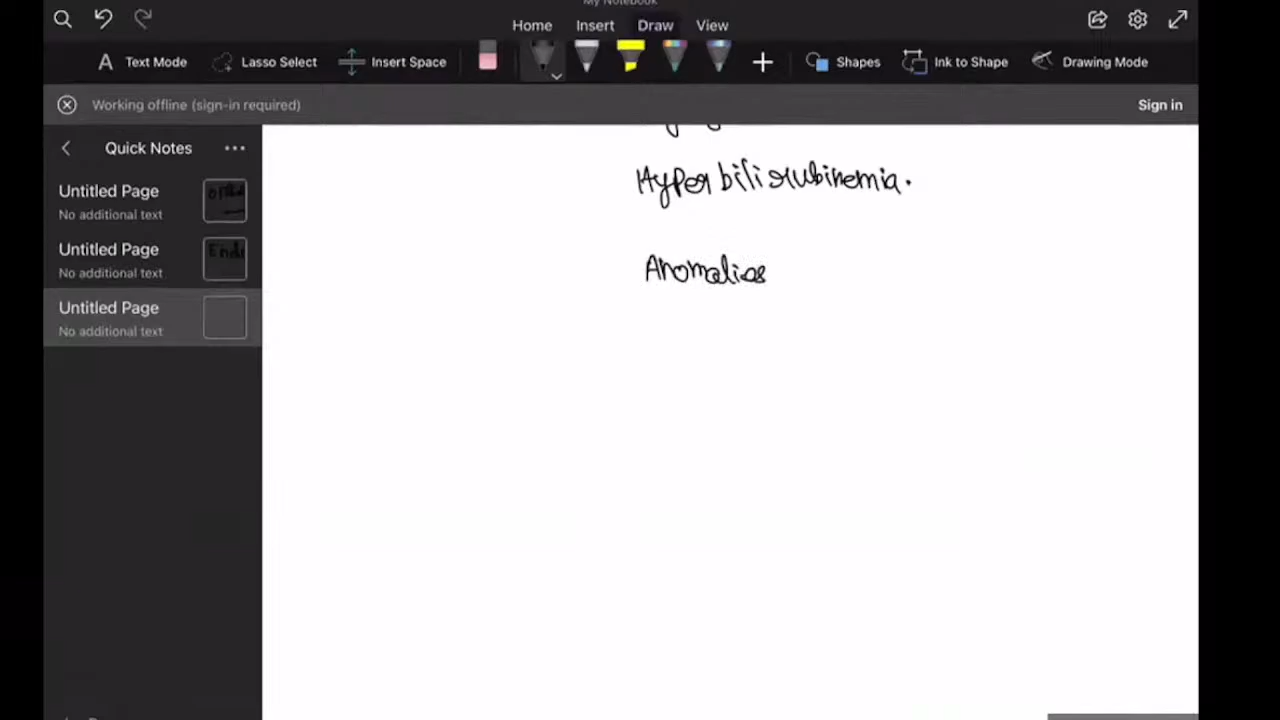 My Notebook
Home Insert Draw View
Text Mode Lasso Select Insert Space Shapes Ink to Shape Drawing Mode
Working offline (sign-in required) Sign in
Quick Notes
Untitled Page
No additional text
Untitled Page
No additional text
Untitled Page
No additional text
Hyperbilirubinemia.
Anomalies